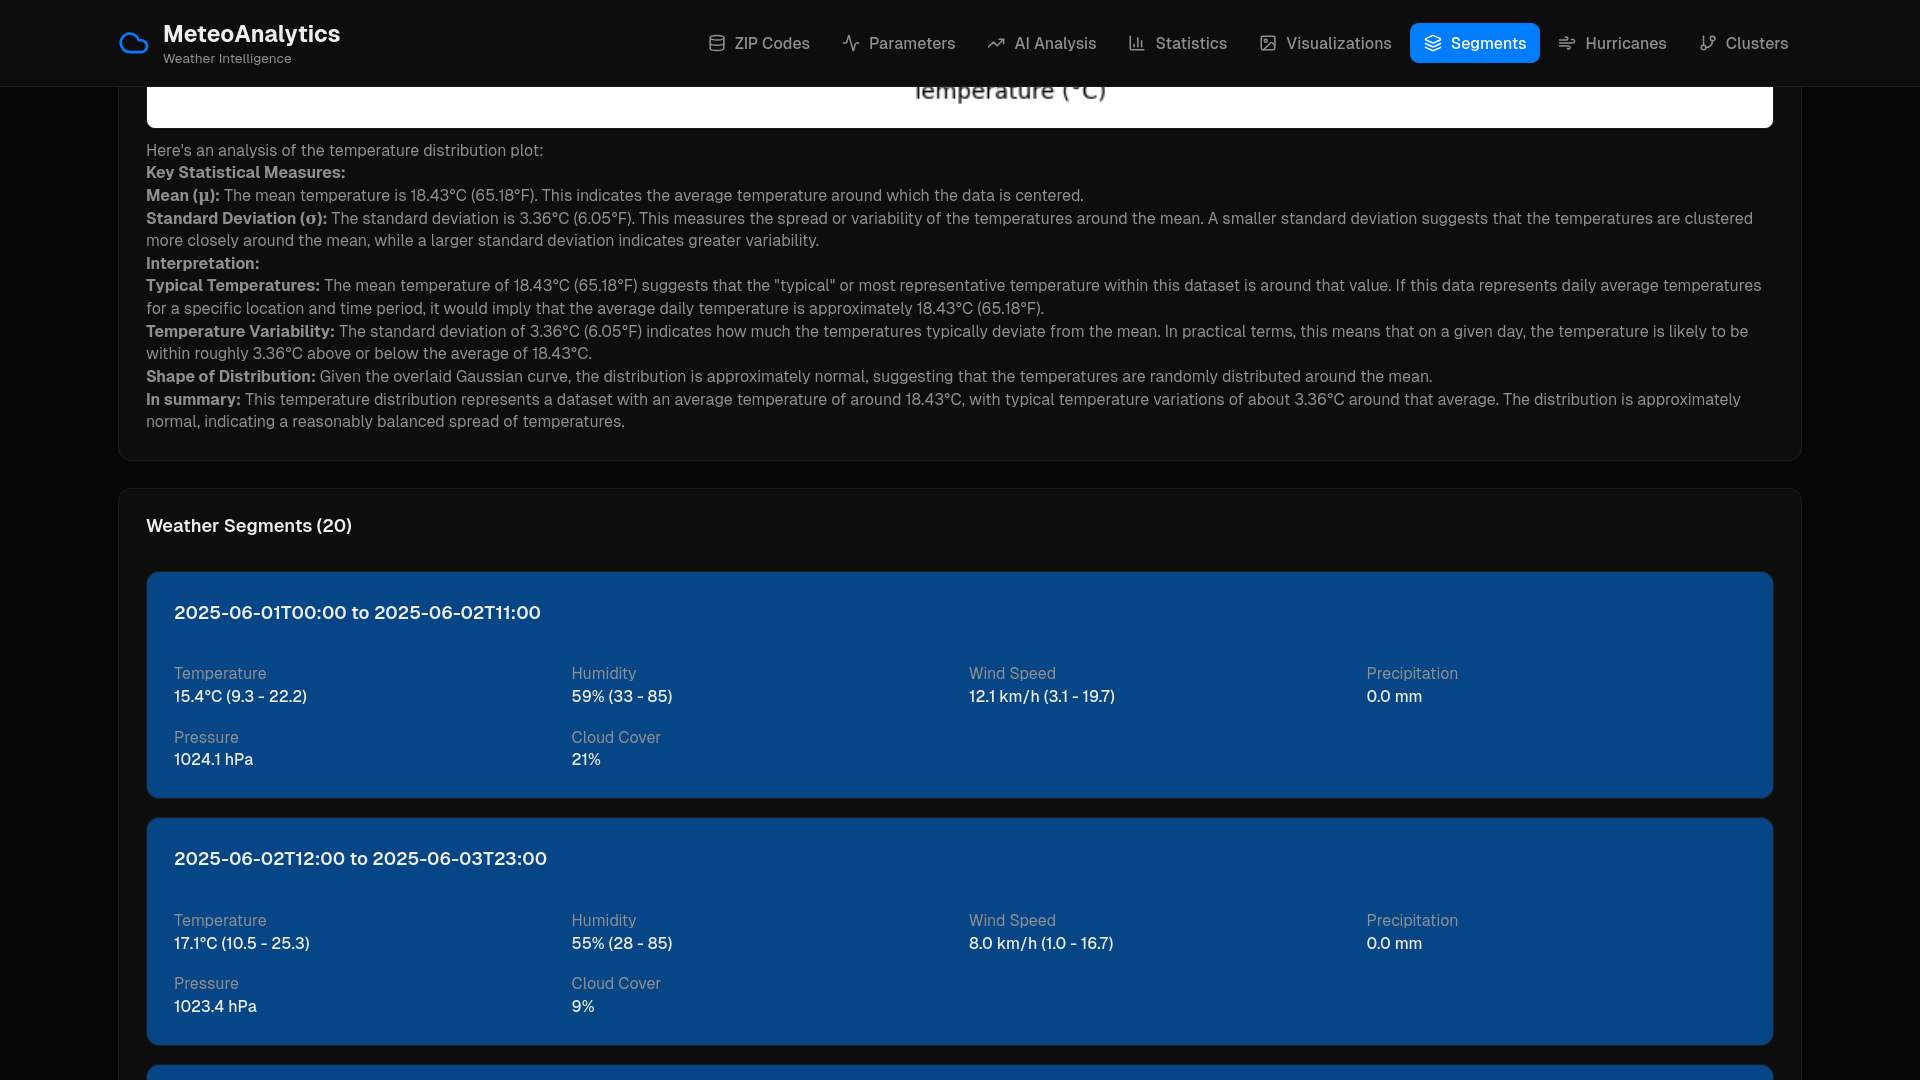 MeteoAnalytics
Weather Intelligence
ZIP Codes
Parameters
AI Analysis
Statistics
Visualizations
Segments
Hurricanes
Clusters
Temperature (°C)
Here's an analysis of the temperature distribution plot:
Key Statistical Measures:
Mean (μ): The mean temperature is 18.43°C (65.18°F). This indicates the average temperature around which the data is centered.
Standard Deviation (σ): The standard deviation is 3.36°C (6.05°F). This measures the spread or variability of the temperatures around the mean. A smaller standard deviation suggests that the temperatures are clustered
more closely around the mean, while a larger standard deviation indicates greater variability.
Interpretation:
Typical Temperatures: The mean temperature of 18.43°C (65.18°F) suggests that the "typical" or most representative temperature within this dataset is around that value. If this data represents daily average temperatures
for a specific location and time period, it would imply that the average daily temperature is approximately 18.43°C (65.18°F).
Temperature Variability: The standard deviation of 3.36°C (6.05°F) indicates how much the temperatures typically deviate from the mean. In practical terms, this means that on a given day, the temperature is likely to be
within roughly 3.36°C above or below the average of 18.43°C.
Shape of Distribution: Given the overlaid Gaussian curve, the distribution is approximately normal, suggesting that the temperatures are randomly distributed around the mean.
In summary: This temperature distribution represents a dataset with an average temperature of around 18.43°C, with typical temperature variations of about 3.36°C around that average. The distribution is approximately
normal, indicating a reasonably balanced spread of temperatures.
Weather Segments (20)
2025-06-01T00:00 to 2025-06-02T11:00
Temperature
15.4°C (9.3 - 22.2)
Humidity
59% (33 - 85)
Wind Speed
12.1 km/h (3.1 - 19.7)
Precipitation
0.0 mm
Pressure
1024.1 hPa
Cloud Cover
21%
2025-06-02T12:00 to 2025-06-03T23:00
Temperature
17.1°C (10.5 - 25.3)
Humidity
55% (28 - 85)
Wind Speed
8.0 km/h (1.0 - 16.7)
Precipitation
0.0 mm
Pressure
1023.4 hPa
Cloud Cover
9%